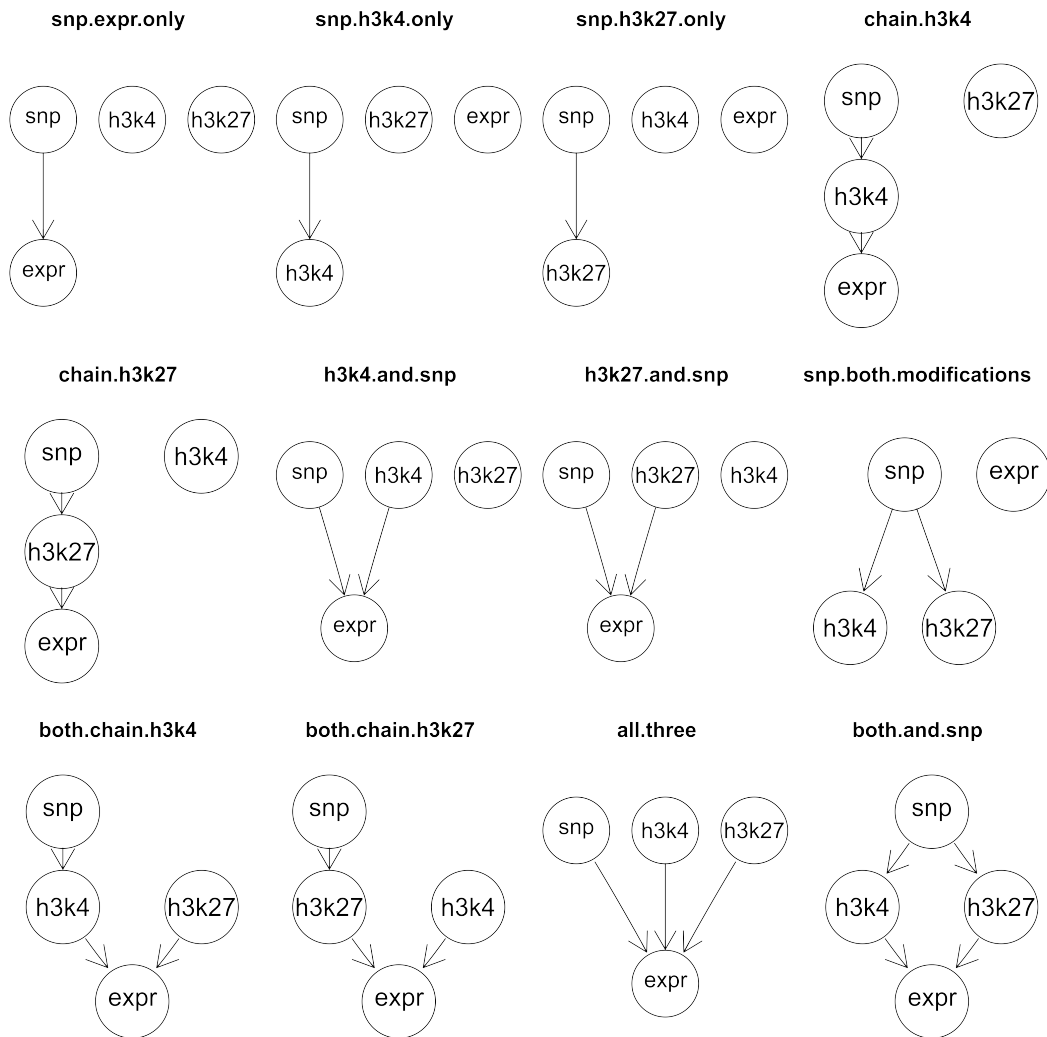 snp.expr.only snp.h3k4.only snp.h3k27.only chain.h3k4
snp h3k4 h3k27 snp h3k27 expr snp h3k4 expr snp h3k27
h3k4
expr h3k4 h3k27 expr
chain.h3k27 h3k4.and.snp h3k27.and.snp snp.both.modifications
snp h3k4 snp h3k4 h3k27 snp h3k27 h3k4 snp expr
h3k27
expr expr expr h3k4 h3k27
both.chain.h3k4 both.chain.h3k27 all.three both.and.snp
snp snp snp h3k4 h3k27 snp
h3k4 h3k27 h3k27 h3k4 h3k4 h3k27
expr expr expr expr